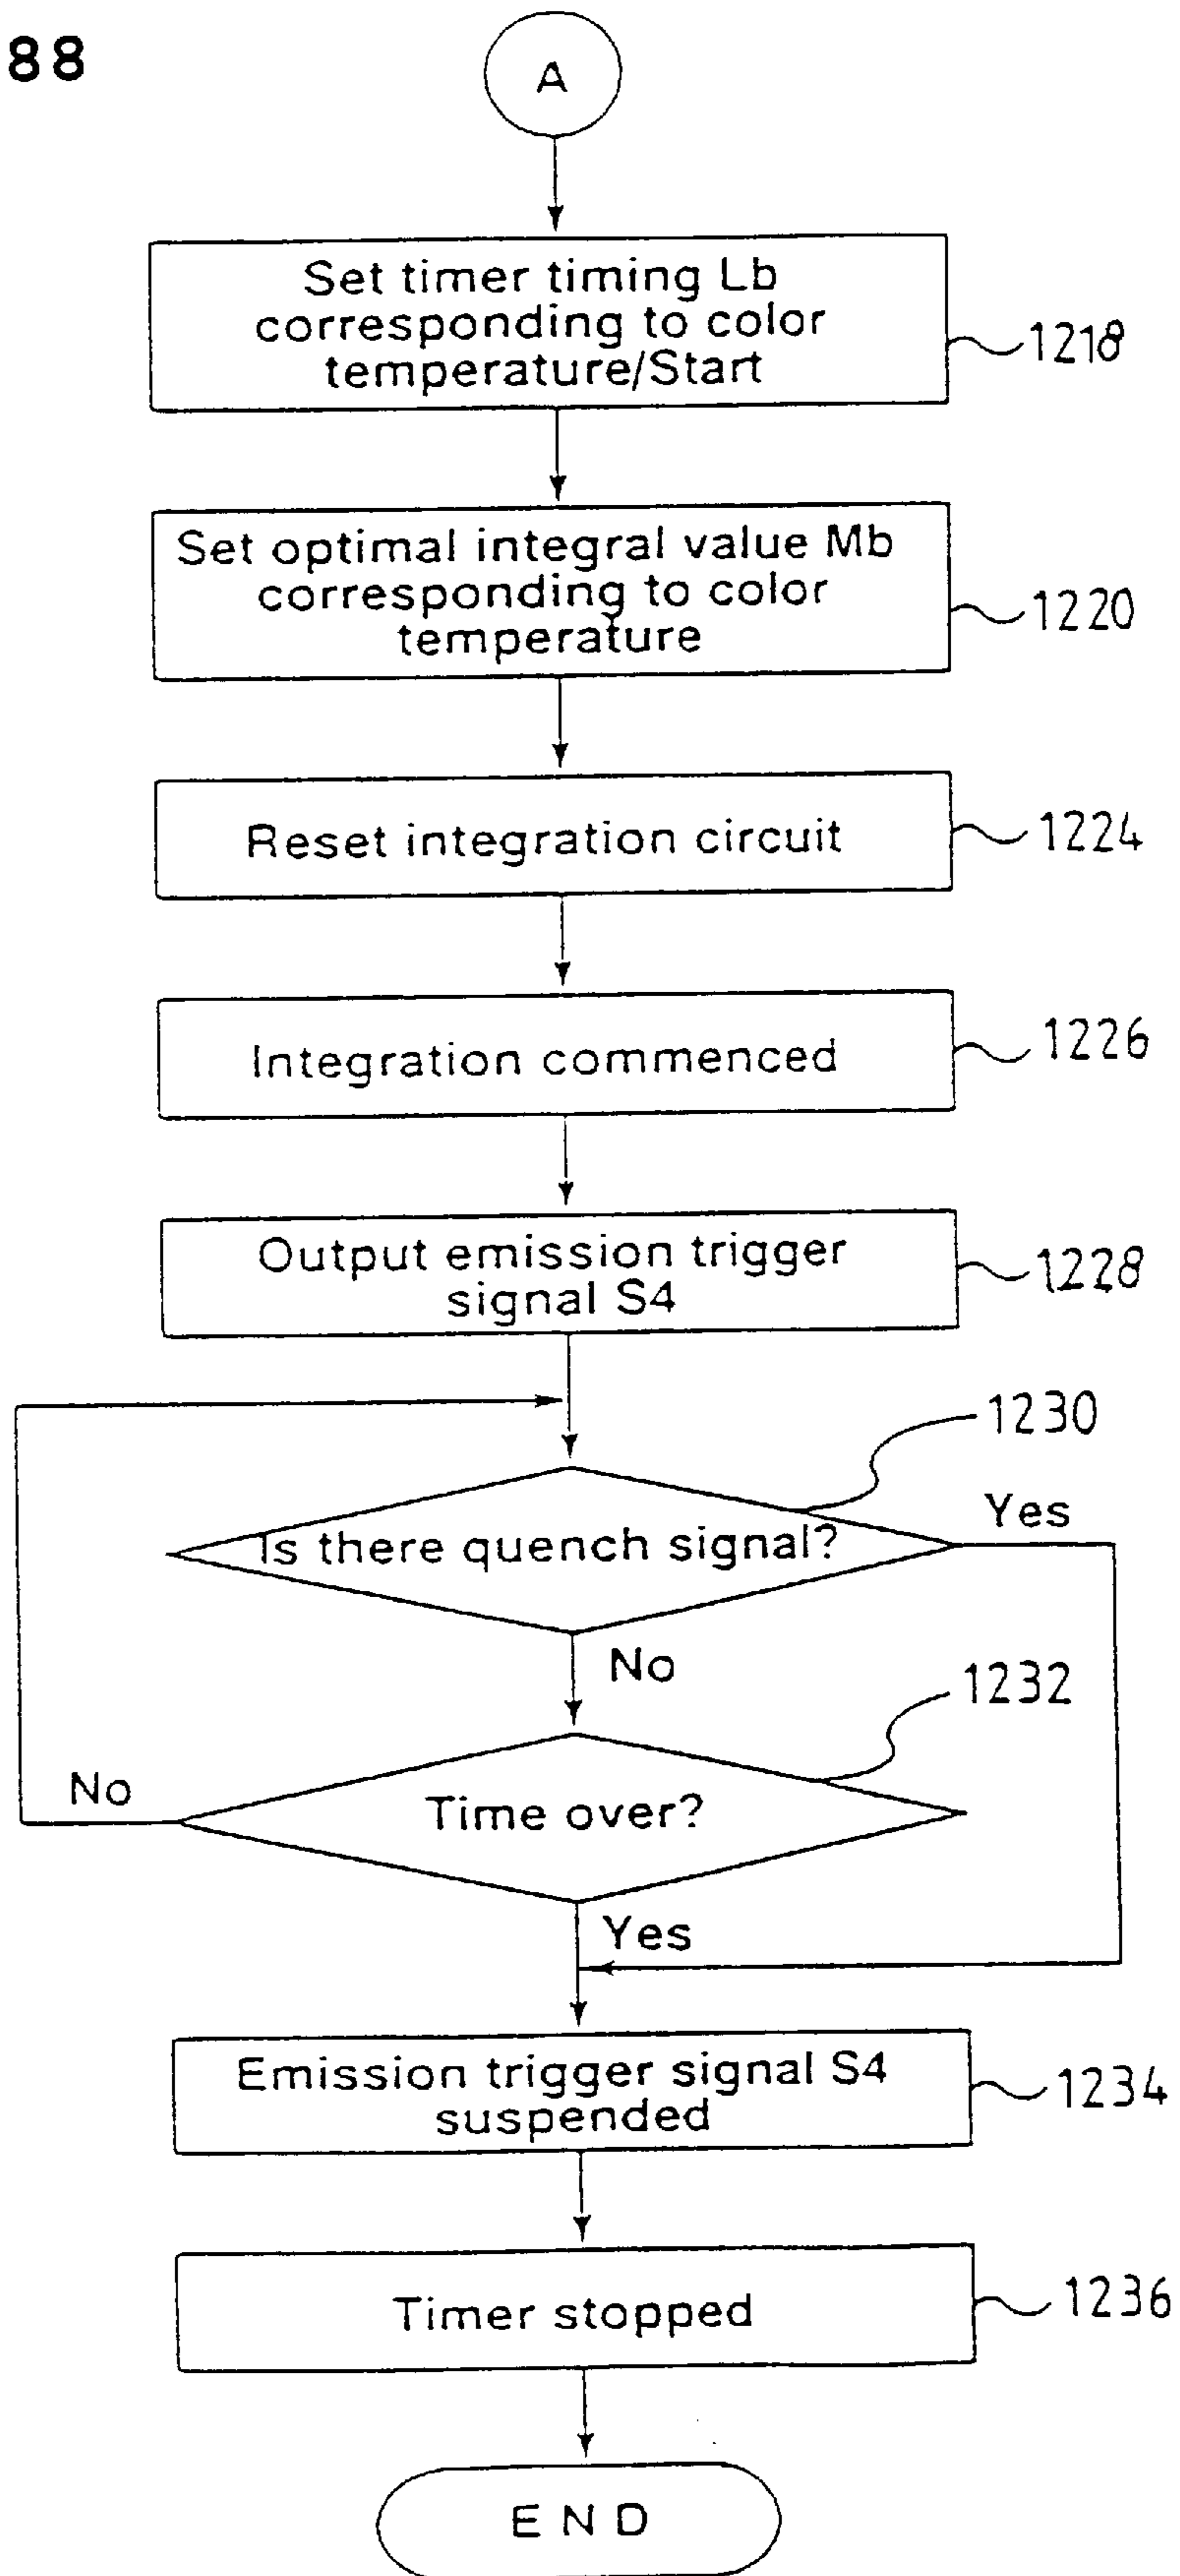 88
A
Set timer timing Lb
corresponding to color
temperature/Start
1218
Set optimal integral value Mb
corresponding to color
temperature
1220
Reset integration circuit
1224
Integration commenced
1226
Output emission trigger
signal S4
1228
1230
Is there quench signal?
Yes
No
1232
No
Time over?
Yes
Emission trigger signal S4
suspended
1234
Timer stopped
1236
END